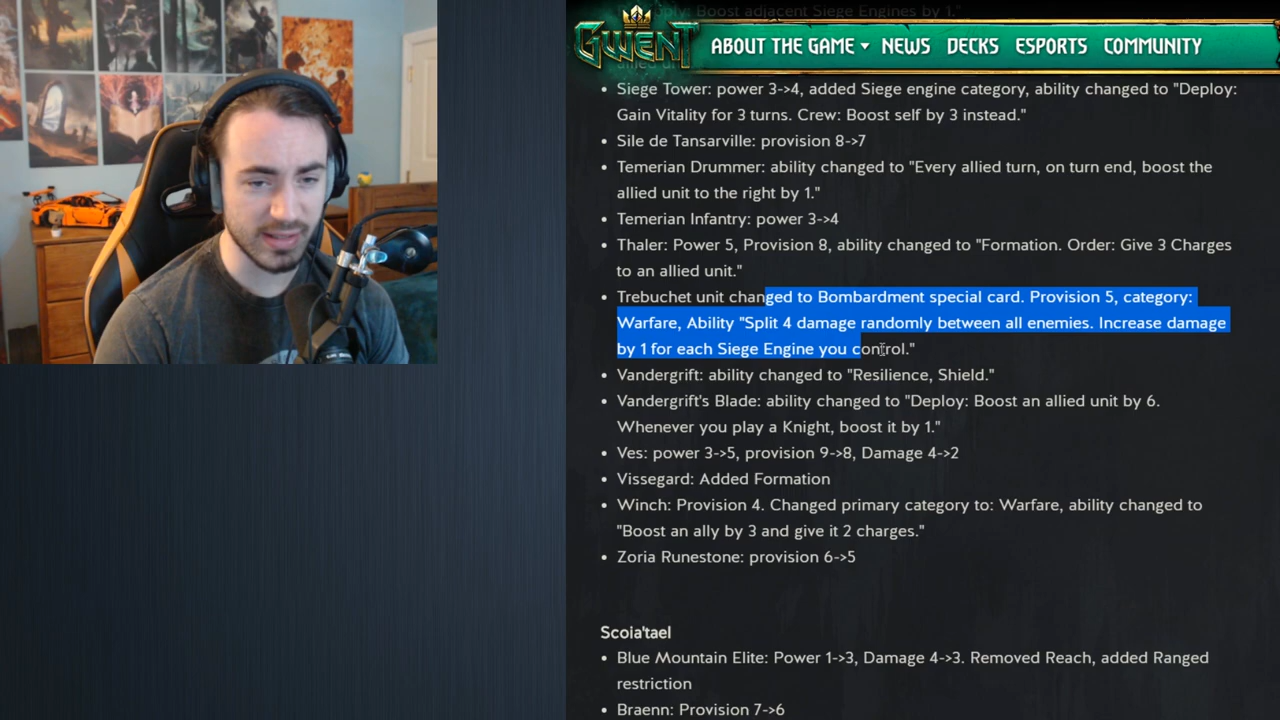 GWENT
ABOUT THE GAME
NEWS
DECKS
ESPORTS
COMMUNITY
Boost adjacent Siege Engines by 1."
Siege Tower: power 3->4, added Siege engine category, ability changed to "Deploy:
Gain Vitality for 3 turns. Crew: Boost self by 3 instead."
Sile de Tansarville: provision 8->7
Temerian Drummer: ability changed to "Every allied turn, on turn end, boost the
allied unit to the right by 1."
Temerian Infantry: power 3->4
Thaler: Power 5, Provision 8, ability changed to "Formation. Order: Give 3 Charges
to an allied unit."
Trebuchet unit changed to Bombardment special card. Provision 5, category:
Warfare, Ability "Split 4 damage randomly between all enemies. Increase damage
by 1 for each Siege Engine you control."
Vandergrift: ability changed to "Resilience, Shield."
Vandergrift's Blade: ability changed to "Deploy: Boost an allied unit by 6.
Whenever you play a Knight, boost it by 1."
Ves: power 3->5, provision 9->8, Damage 4->2
Vissegard: Added Formation
Winch: Provision 4. Changed primary category to: Warfare, ability changed to
"Boost an ally by 3 and give it 2 charges."
Zoria Runestone: provision 6->5
Scoia'tael
Blue Mountain Elite: Power 1->3, Damage 4->3. Removed Reach, added Ranged
restriction
Braenn: Provision 7->6